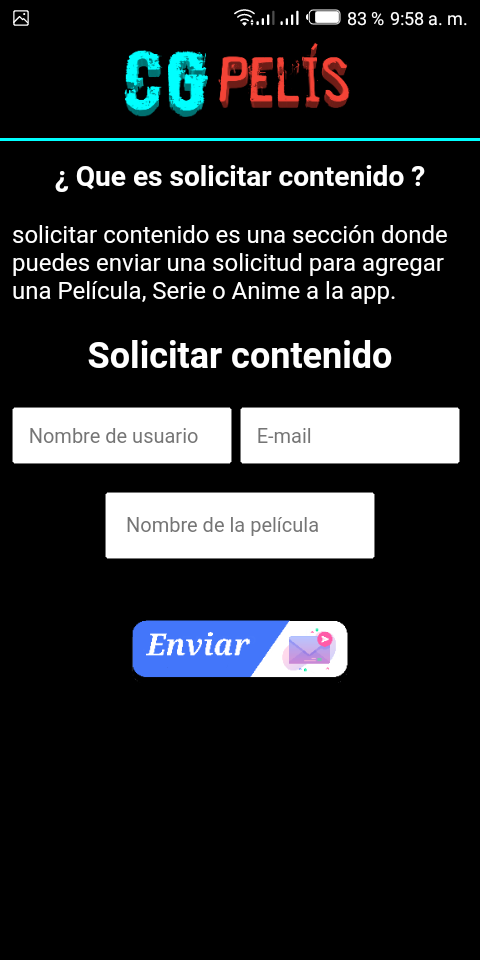 83 % 9:58 a. m.
CG PELÍS
¿ Que es solicitar contenido ?
solicitar contenido es una sección donde
puedes enviar una solicitud para agregar
una Película, Serie o Anime a la app.
Solicitar contenido
Nombre de usuario E-mail
Nombre de la película
Enviar